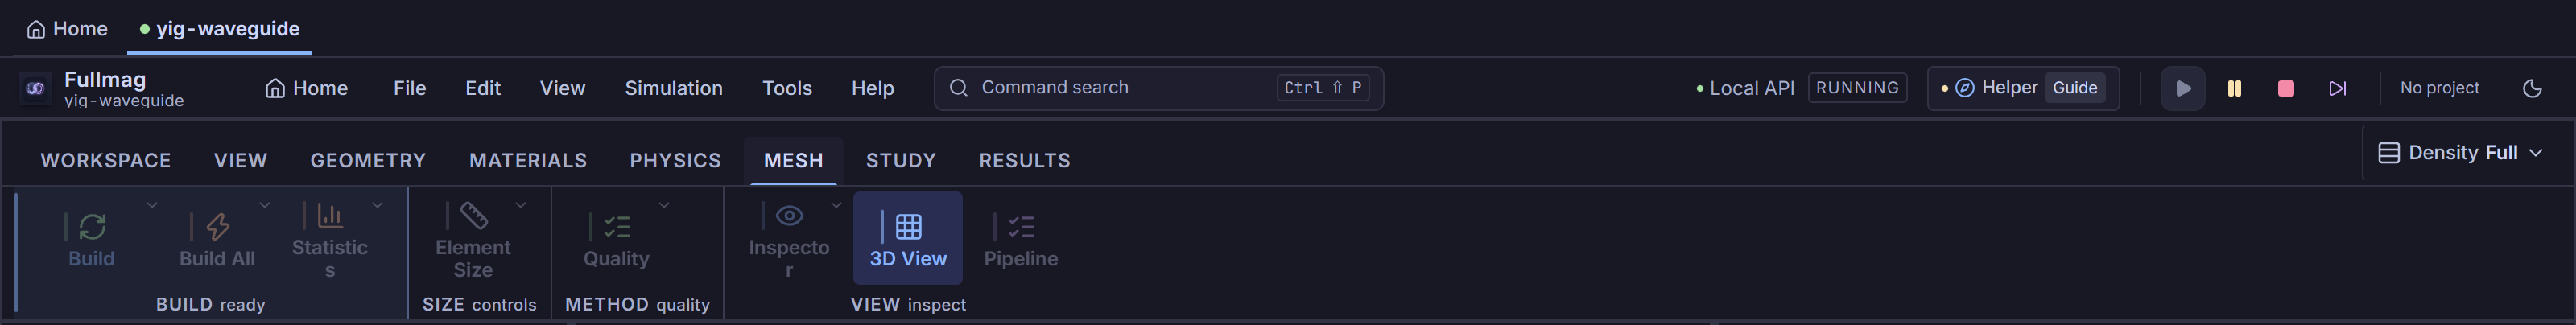 Home yig-waveguide
Fullmag
yig-waveguide
Home File Edit View Simulation Tools Help
Command search Ctrl ⇧ P
Local API RUNNING
Helper Guide
No project
WORKSPACE VIEW GEOMETRY MATERIALS PHYSICS MESH STUDY RESULTS
Density Full
Build
Build All
Statistic
s
BUILD ready
Element
Size
SIZE controls
Quality
METHOD quality
Inspecto
r
3D View
Pipeline
VIEW inspect